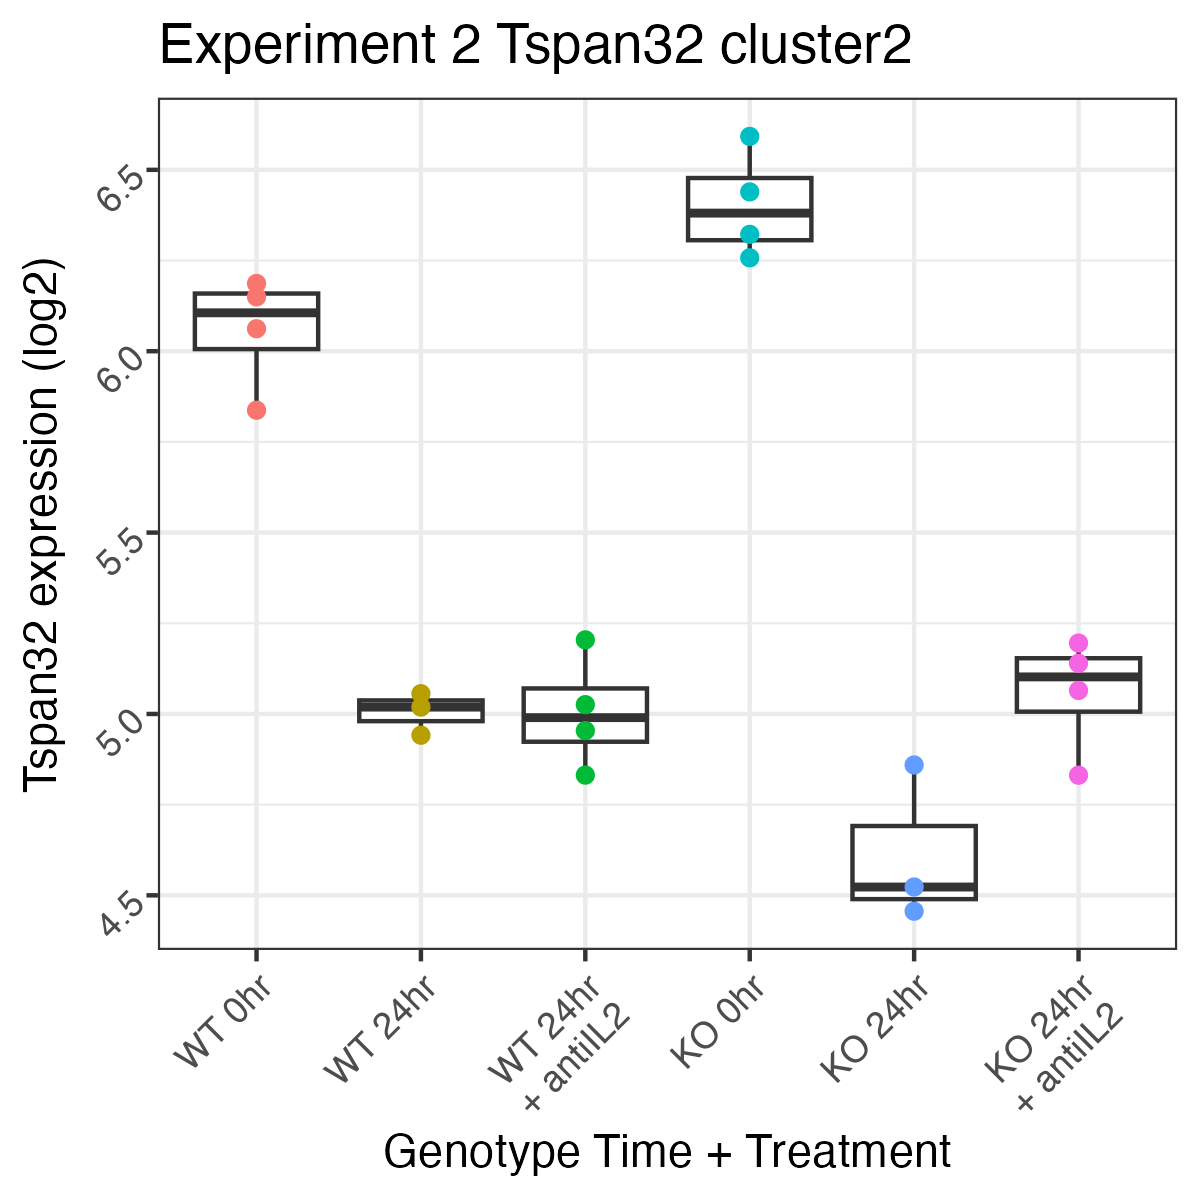 Experiment 2 Tspan32 cluster2
Tspan32 expression (log2)
6.5
6.0
5.5
5.0
4.5
WT 0hr
WT 24hr
WT 24hr
+ antiIL2
KO 0hr
KO 24hr
KO 24hr
+ antiIL2
Genotype Time + Treatment